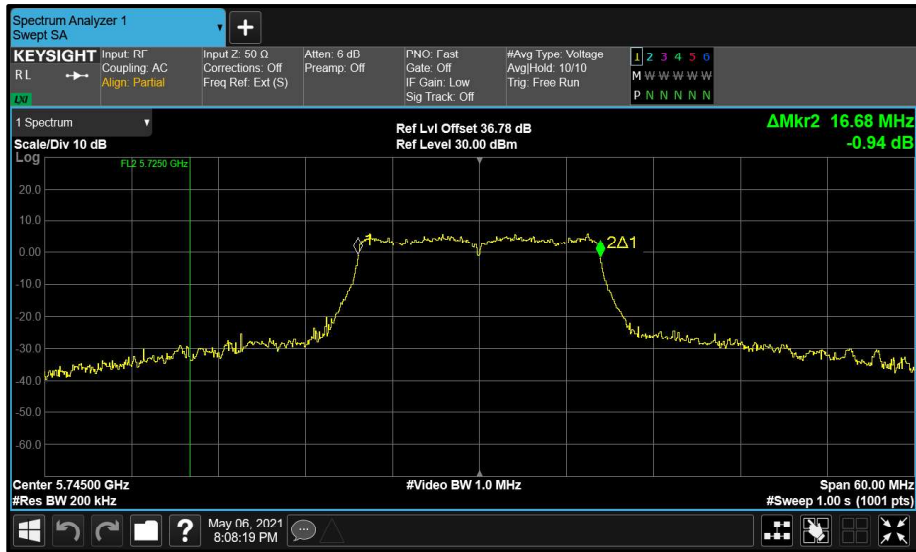 Spectrum Analyzer 1
Swept SA
+
KEYSIGHT
RL
LXI
Input: RF
Coupling: AC
Align: Partial
Input Z: 50 Ω
Corrections: Off
Freq Ref: Ext (S)
Atten: 6 dB
Preamp: Off
PNO: Fast
Gate: Off
IF Gain: Low
Sig Track: Off
#Avg Type: Voltage
Avg|Hold: 10/10
Trig: Free Run
1 2 3 4 5 6
M W W W W W
P N N N N N
1 Spectrum
Scale/Div 10 dB
Ref Lvl Offset 36.78 dB
Ref Level 30.00 dBm
ΔMkr2 16.68 MHz
-0.94 dB
Log
FL2 5.7250 GHz
20.0
10.0
0.00
-10.0
-20.0
-30.0
-40.0
-50.0
-60.0
1
2Δ1
Center 5.74500 GHz
#Res BW 200 kHz
#Video BW 1.0 MHz
Span 60.00 MHz
#Sweep 1.00 s (1001 pts)
?
May 06, 2021
8:08:19 PM